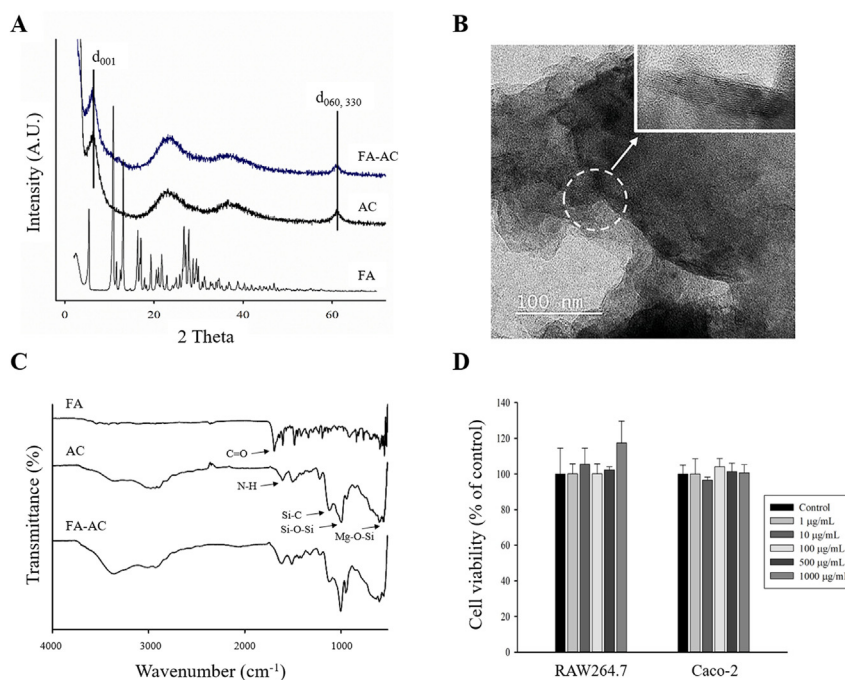 A
d001
d060, 330
FA-AC
AC
FA
Intensity (A.U.)
0
20
40
60
2 Theta
B
100 nm
C
FA
C=O
AC
N-H
Si-C
Si-O-Si
Mg-O-Si
FA-AC
Transmittance (%)
4000
3000
2000
1000
Wavenumber (cm-1)
D
Cell viability (% of control)
140
120
100
80
60
40
20
0
RAW264.7
Caco-2
Control
1 µg/mL
10 µg/mL
100 µg/mL
500 µg/mL
1000 µg/mL